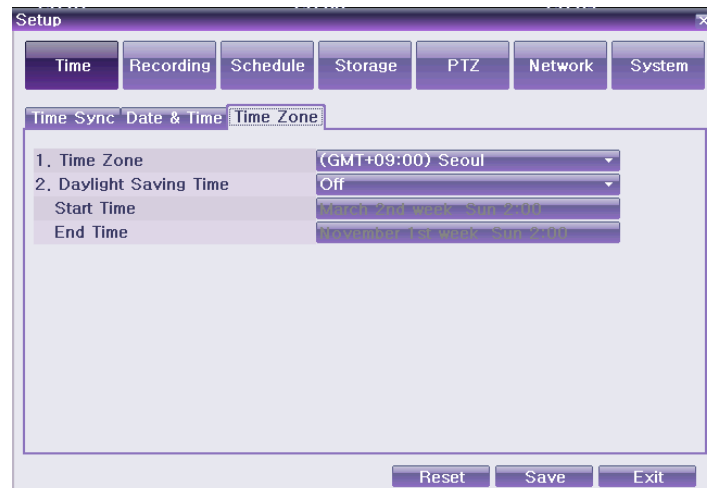 Setup
Time Recording Schedule Storage PTZ Network System
Time Sync Date & Time Time Zone
1. Time Zone (GMT+09:00) Seoul
2. Daylight Saving Time Off
Start Time March 2nd week Sun 2:00
End Time November 1st week Sun 2:00
Reset Save Exit